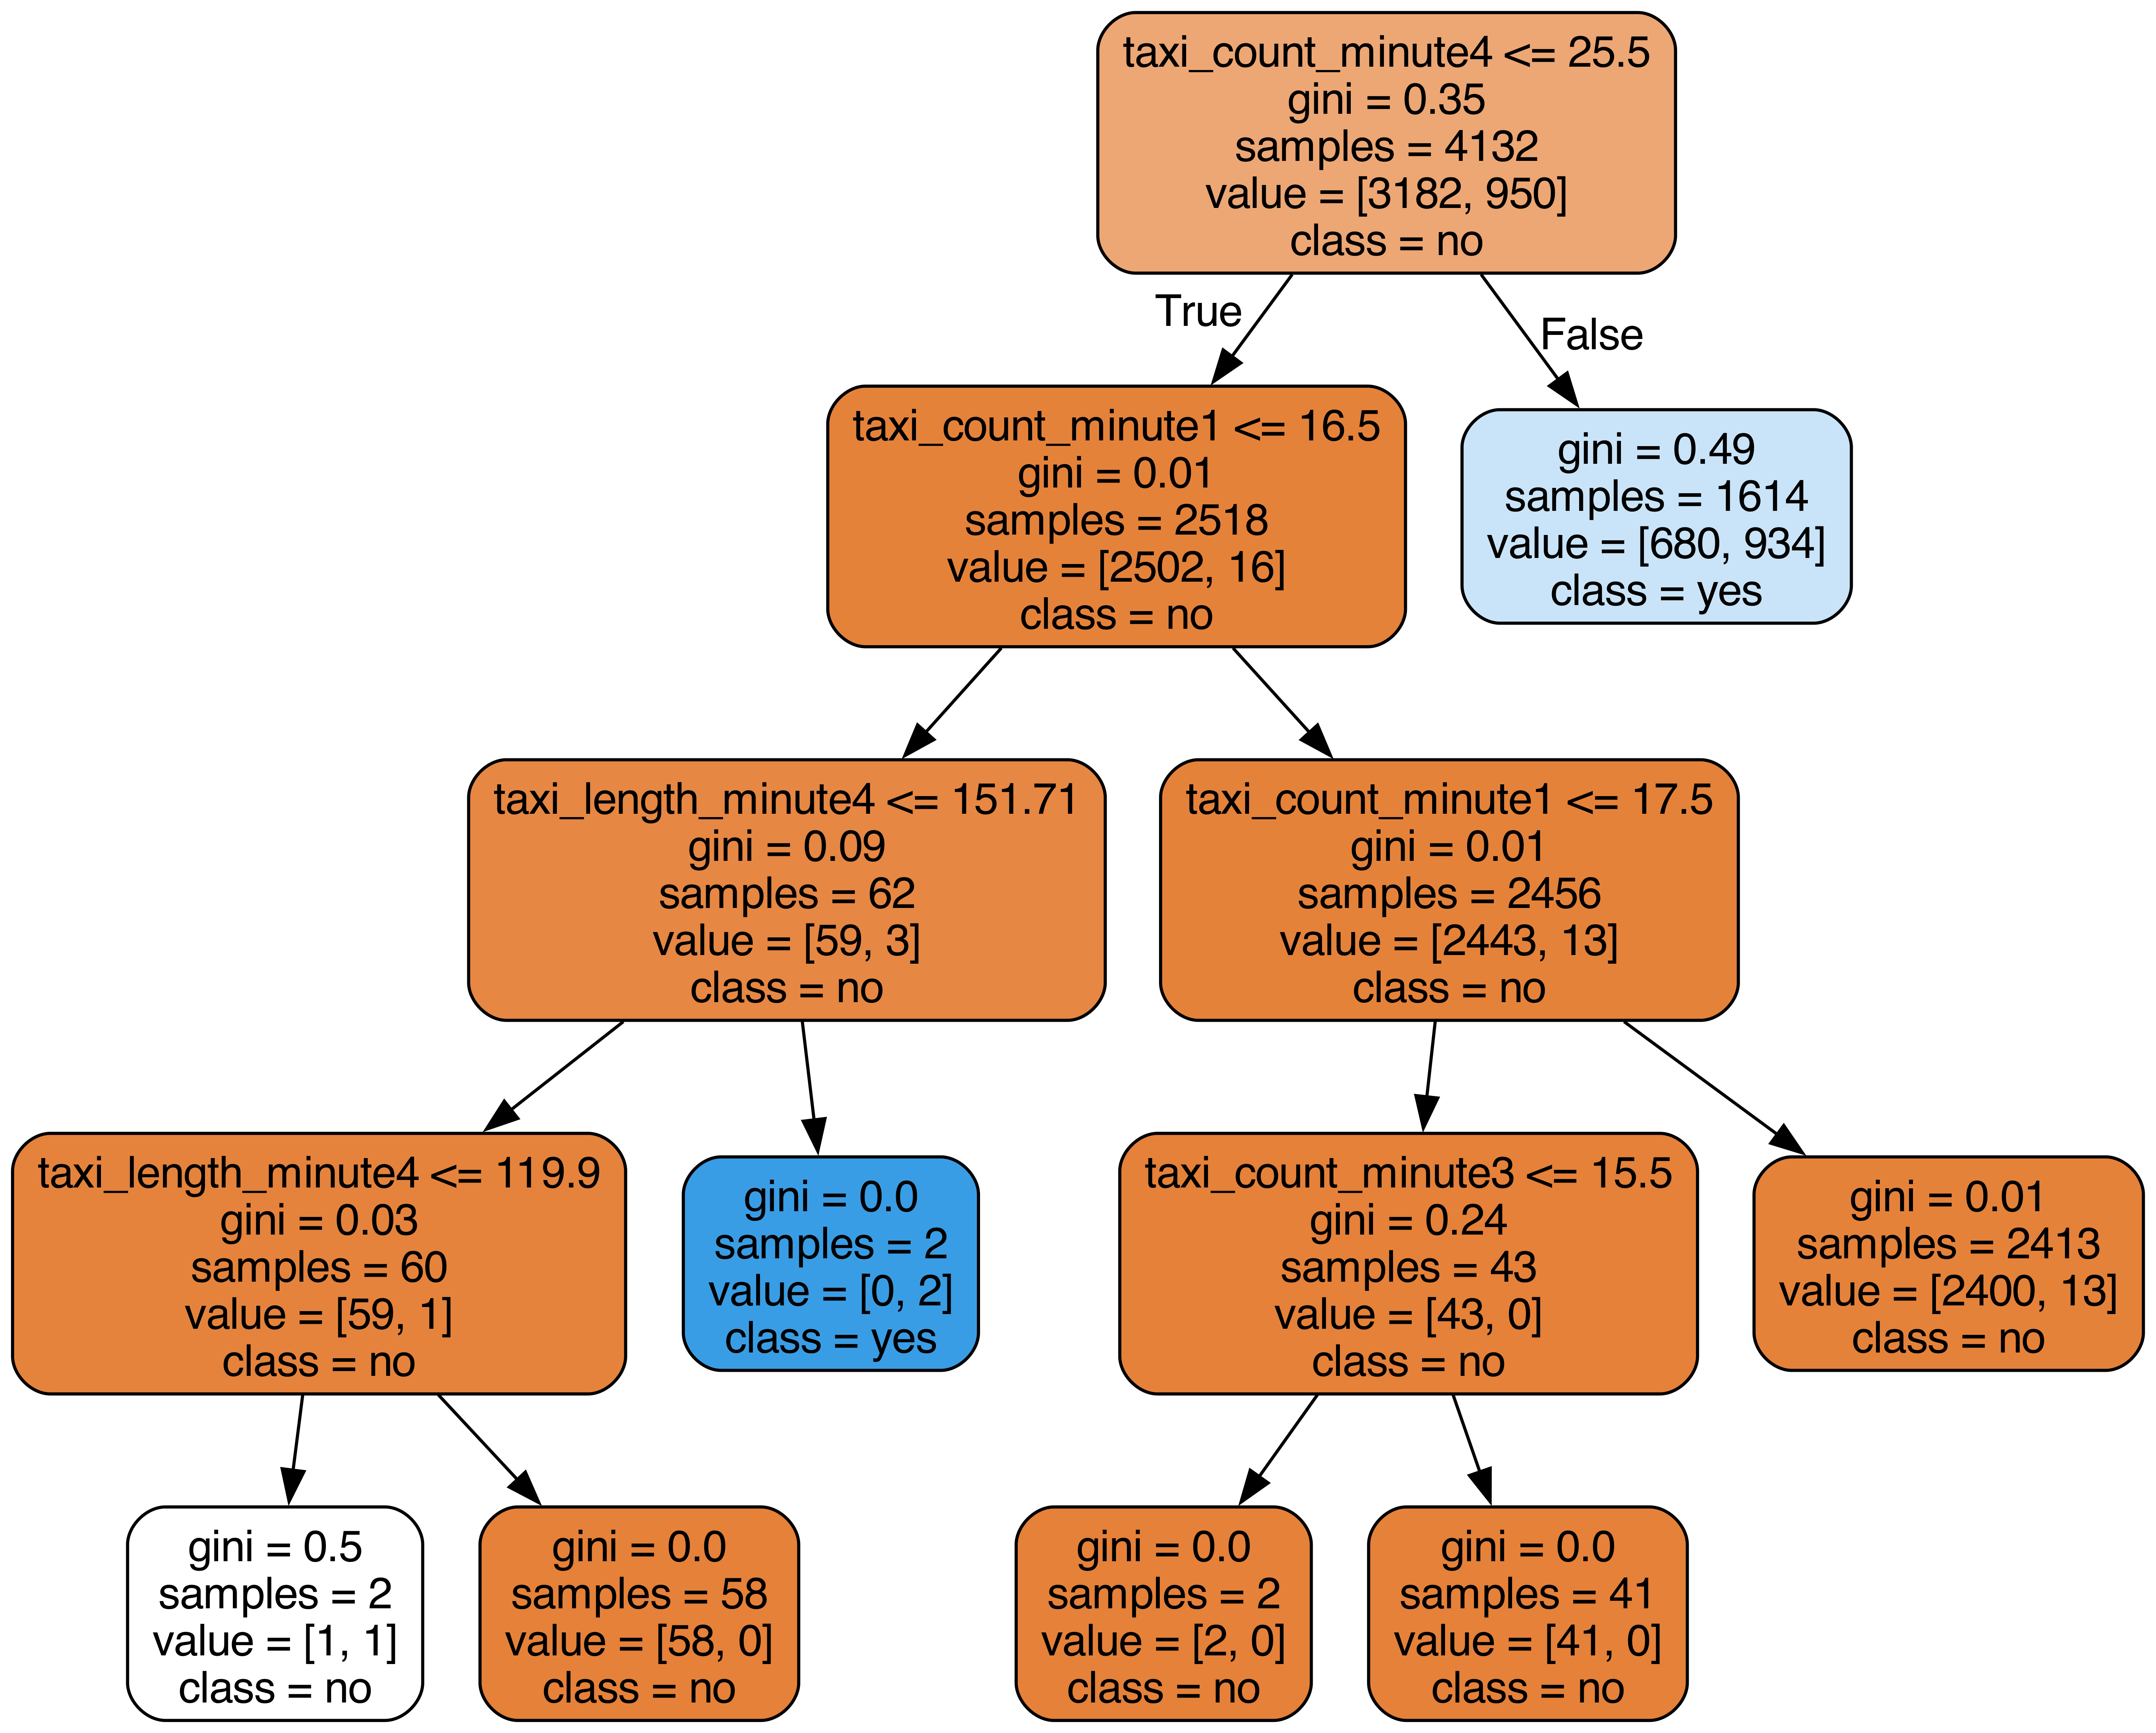 taxi_count_minute4 <= 25.5
gini = 0.35
samples = 4132
value = [3182, 950]
class = no
True
False
taxi_count_minute1 <= 16.5
gini = 0.01
samples = 2518
value = [2502, 16]
class = no
gini = 0.49
samples = 1614
value = [680, 934]
class = yes
taxi_length_minute4 <= 151.71
gini = 0.09
samples = 62
value = [59, 3]
class = no
taxi_count_minute1 <= 17.5
gini = 0.01
samples = 2456
value = [2443, 13]
class = no
taxi_length_minute4 <= 119.9
gini = 0.03
samples = 60
value = [59, 1]
class = no
gini = 0.0
samples = 2
value = [0, 2]
class = yes
taxi_count_minute3 <= 15.5
gini = 0.24
samples = 43
value = [43, 0]
class = no
gini = 0.01
samples = 2413
value = [2400, 13]
class = no
gini = 0.5
samples = 2
value = [1, 1]
class = no
gini = 0.0
samples = 58
value = [58, 0]
class = no
gini = 0.0
samples = 2
value = [2, 0]
class = no
gini = 0.0
samples = 41
value = [41, 0]
class = no